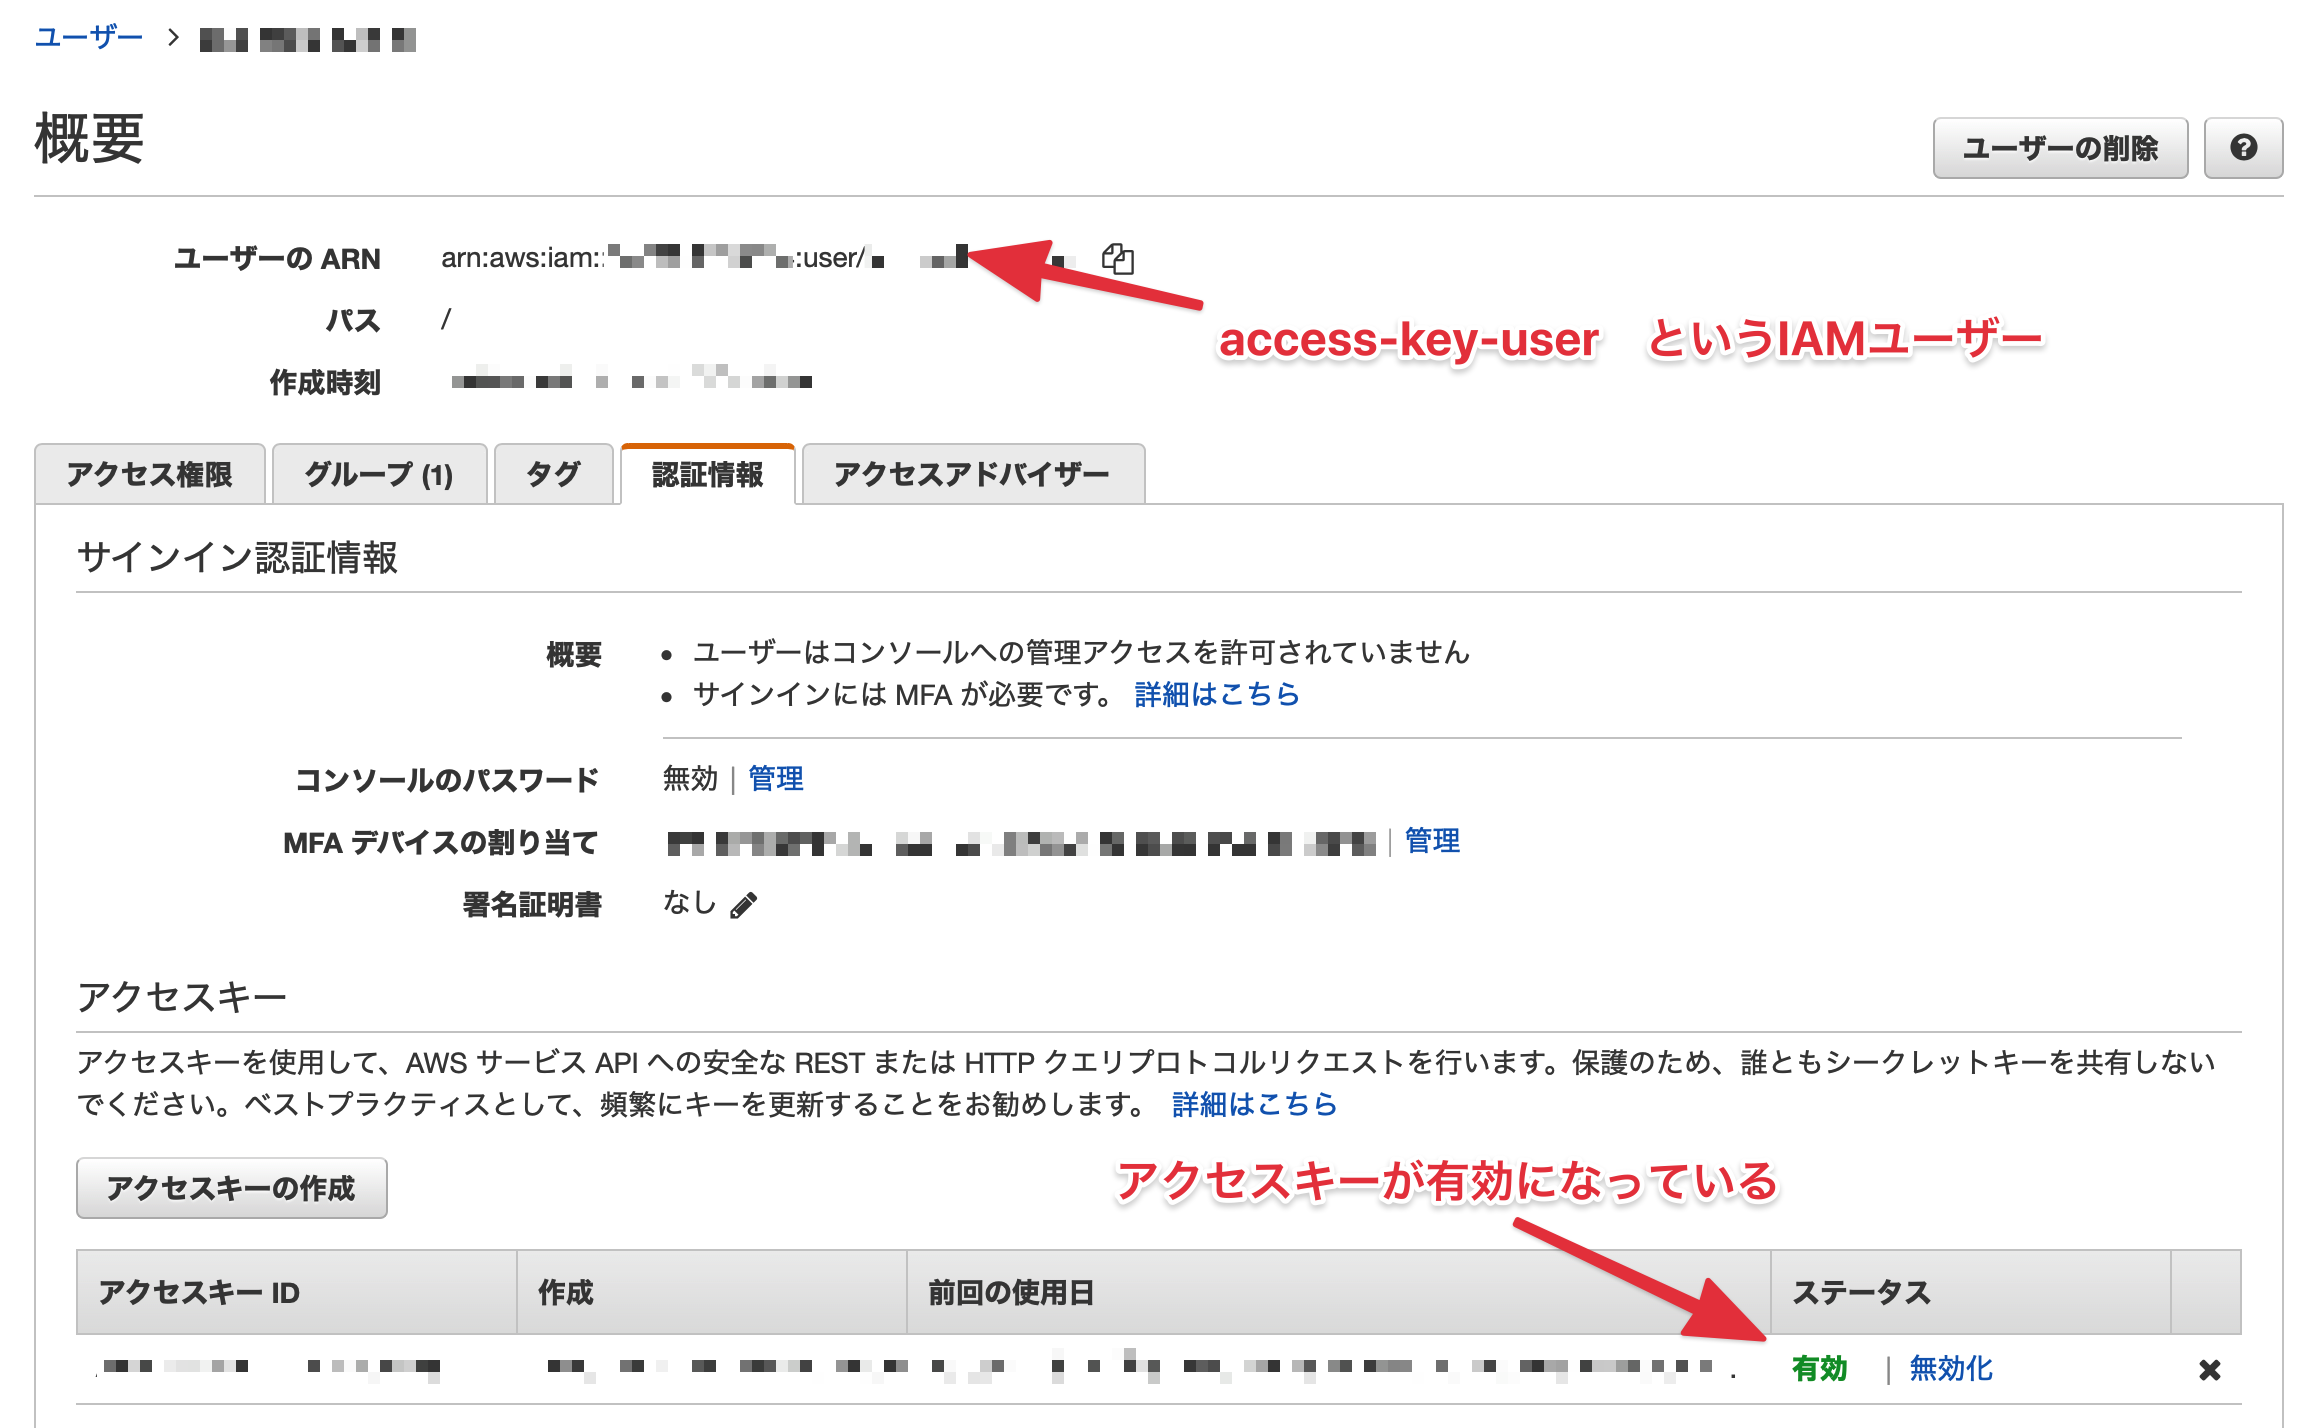 ユーザー >
概要
ユーザーの削除
ユーザーの ARN arn:aws:iam:: :user/
access-key-user というIAMユーザー
パス /
作成時刻
アクセス権限 グループ (1) タグ 認証情報 アクセスアドバイザー
サインイン認証情報
概要 • ユーザーはコンソールへの管理アクセスを許可されていません
• サインインには MFA が必要です。 詳細はこちら
コンソールのパスワード 無効 | 管理
MFA デバイスの割り当て | 管理
署名証明書 なし
アクセスキー
アクセスキーを使用して、AWS サービス API への安全な REST または HTTP クエリプロトコルリクエストを行います。保護のため、誰ともシークレットキーを共有しない
でください。ベストプラクティスとして、頻繁にキーを更新することをお勧めします。 詳細はこちら
アクセスキーの作成
アクセスキーが有効になっている
アクセスキー ID 作成 前回の使用日 ステータス
有効 | 無効化